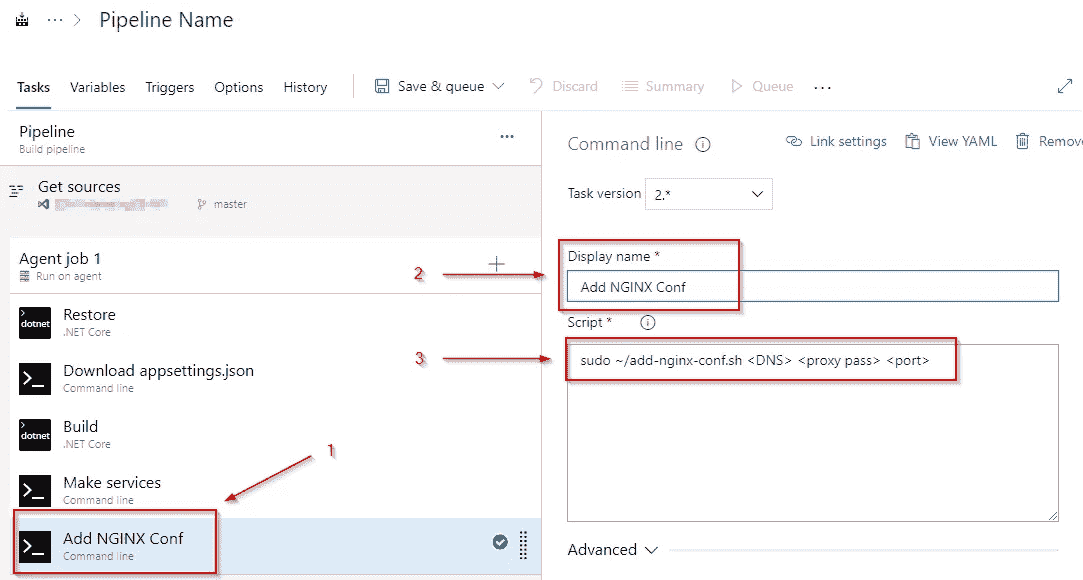 ... > Pipeline Name
Tasks Variables Triggers Options History Save & queue Discard Summary Queue ...
Pipeline ...
Build pipeline
Get sources
master
Agent job 1
Run on agent
dotnet Restore
.NET Core
Download appsettings.json
Command line
dotnet Build
.NET Core
Make services
Command line
1
Add NGINX Conf
Command line
Command line Link settings View YAML Remove
Task version 2.*
2
Display name *
Add NGINX Conf
Script *
3
sudo ~/add-nginx-conf.sh <DNS> <proxy pass> <port>
Advanced